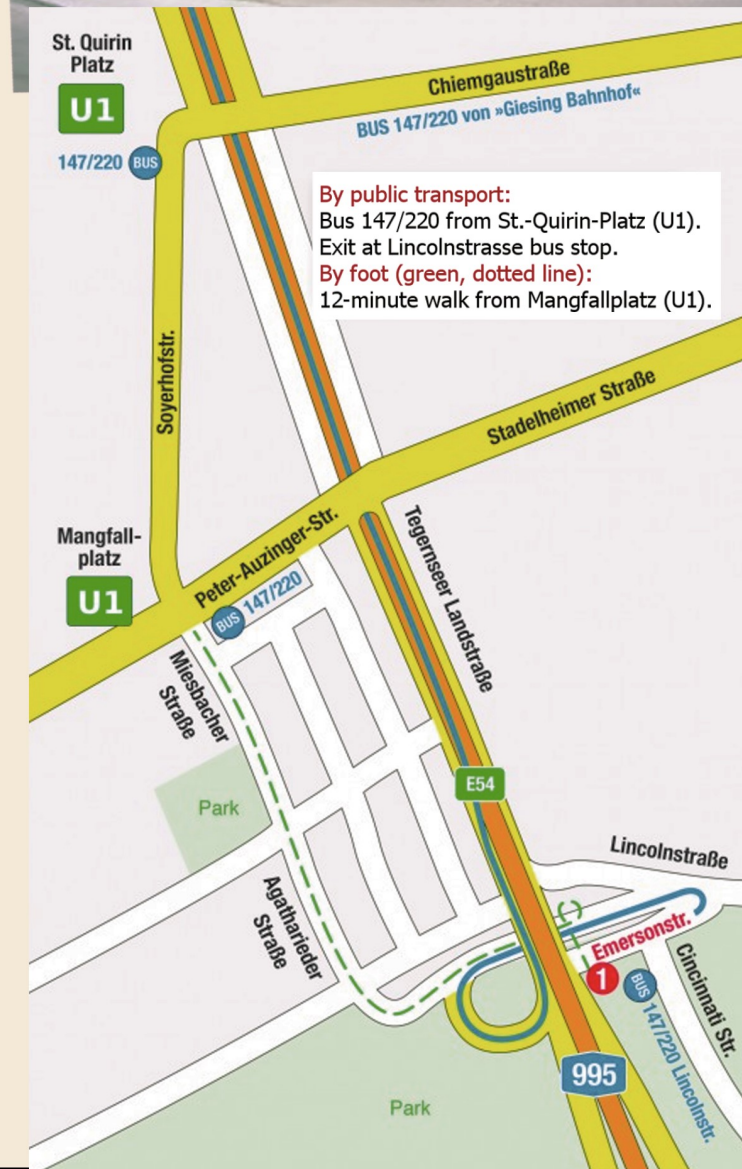 St. Quirin
Platz
U1
147/220 BUS
Chiemgaustraße
BUS 147/220 von »Giesing Bahnhof«
By public transport:
Bus 147/220 from St.-Quirin-Platz (U1).
Exit at Lincolnstrasse bus stop.
By foot (green, dotted line):
12-minute walk from Mangfallplatz (U1).
Soyerhofstr.
Stadelheimer Straße
Mangfall-
platz
U1
Peter-Auzinger-Str.
BUS 147/220
Tegernseer Landstraße
Miesbacher
Straße
E54
Park
Lincolnstraße
Agatharieder
Straße
Emersonstr.
1
Cincinnati Str.
BUS 147/220 Lincolnstr.
995
Park